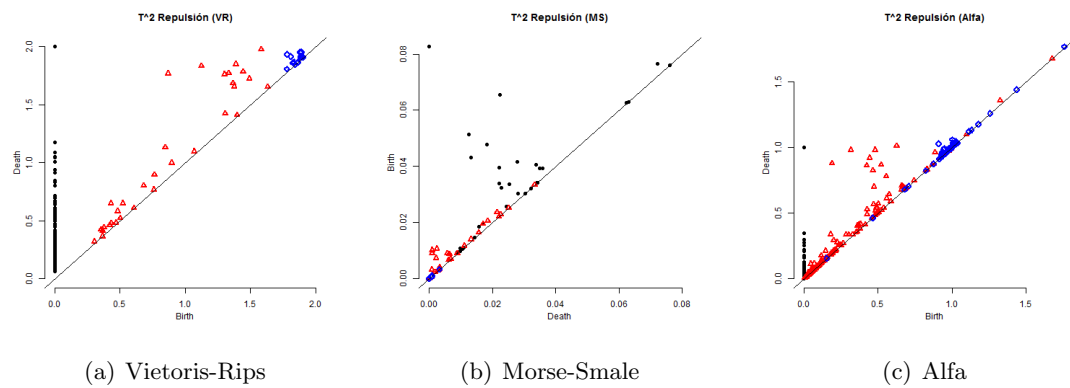 T^2 Repulsión (VR)
Death
0.0 0.5 1.0 1.5 2.0
0.0 0.5 1.0 1.5 2.0
Birth
(a) Vietoris-Rips
T^2 Repulsión (MS)
Birth
0.00 0.02 0.04 0.06 0.08
0.00 0.02 0.04 0.06 0.08
Death
(b) Morse-Smale
T^2 Repulsión (Alfa)
Death
0.0 0.5 1.0 1.5
0.0 0.5 1.0 1.5
Birth
(c) Alfa